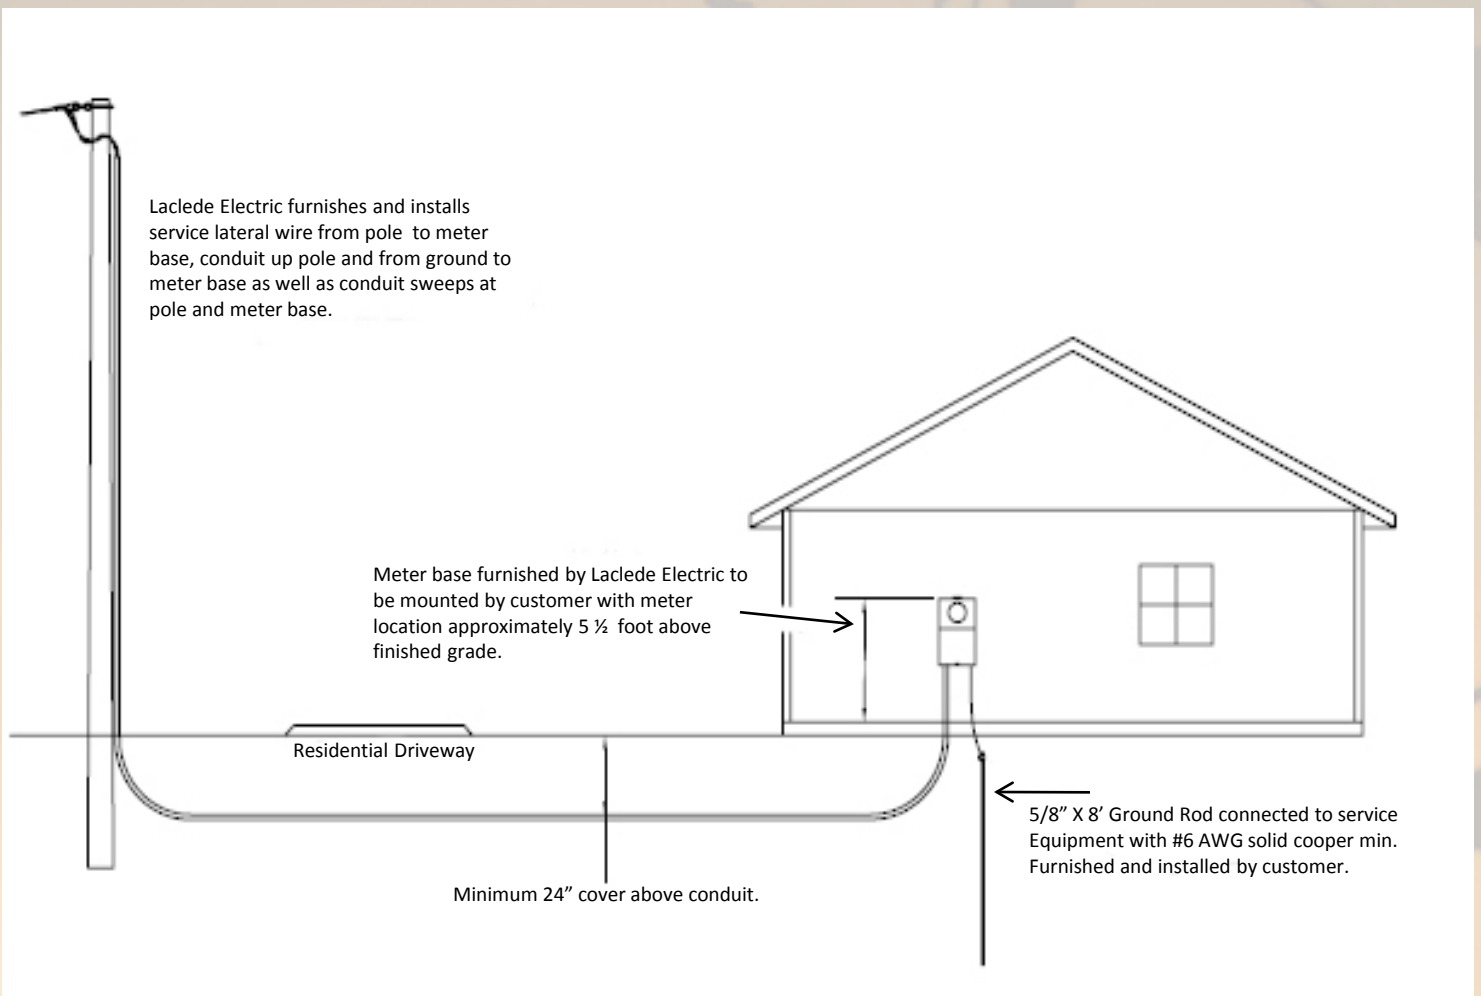 Laclede Electric furnishes and installs
service lateral wire from pole to meter
base, conduit up pole and from ground to
meter base as well as conduit sweeps at
pole and meter base.
Meter base furnished by Laclede Electric to
be mounted by customer with meter
location approximately 5 ½ foot above
finished grade.
Residential Driveway
5/8” X 8’ Ground Rod connected to service
Equipment with #6 AWG solid cooper min.
Furnished and installed by customer.
Minimum 24” cover above conduit.